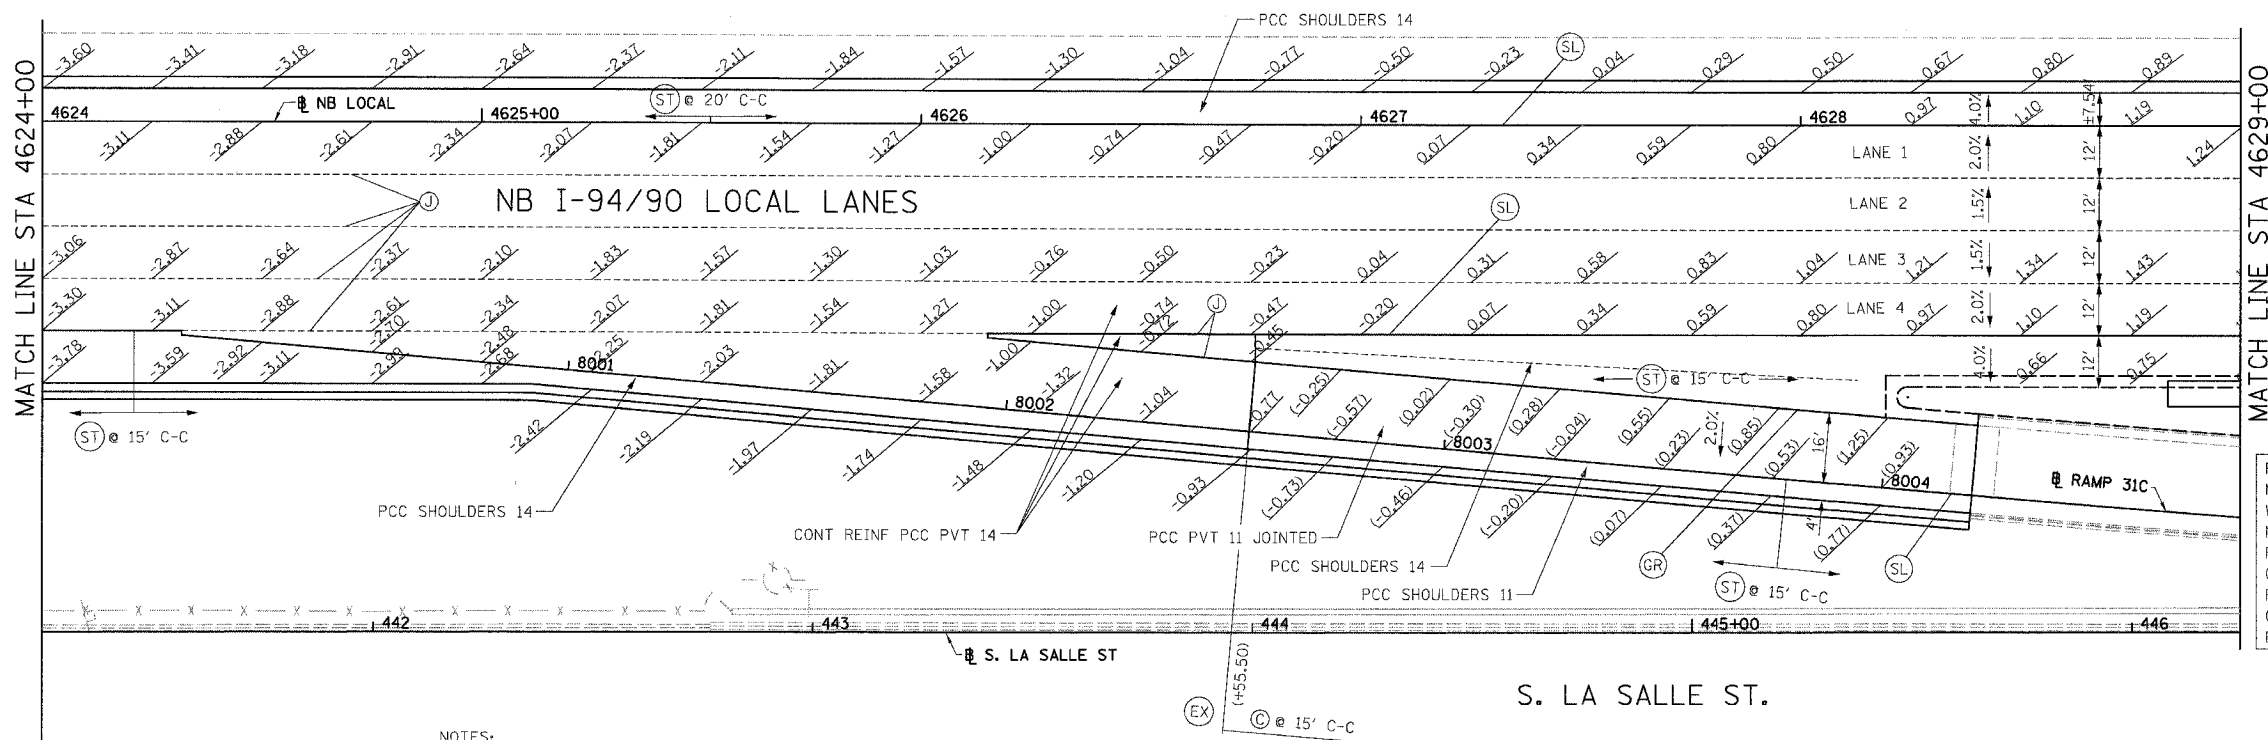 PCC SHOULDERS 14
-3.60 -3.41 -3.18 -2.91 -2.64 -2.37 -2.11 -1.84 -1.57 -1.30 -1.04 -0.77 -0.50 -0.23 0.04 0.29 0.50 0.67 0.80 0.89
SL
MATCH LINE STA 4624+00
MATCH LINE STA 4629+00
℄ NB LOCAL
ST @ 20' C-C
4624 4625+00 4626 4627 4628
0.97 1.10 1.19
4.0% ±7.54'
-3.11 -2.88 -2.61 -2.34 -2.07 -1.81 -1.54 -1.27 -1.00 -0.74 -0.47 -0.20 0.07 0.34 0.59 0.80 1.24
LANE 1 2.0% 12'
NB I-94/90 LOCAL LANES
J
SL
LANE 2 1.5% 12'
-3.06 -2.87 -2.64 -2.37 -2.10 -1.83 -1.57 -1.30 -1.03 -0.76 -0.50 -0.23 0.04 0.31 0.58 0.83 1.04 1.21 1.34 1.43
LANE 3 1.5% 12'
-3.30 -3.11 -2.88 -2.61 -2.34 -2.07 -1.81 -1.54 -1.27 -1.00 -0.74 -0.47 -0.20 0.07 0.34 0.59 0.80 0.97 1.10 1.19
J
LANE 4 2.0% 12'
-2.70 -2.48 -2.25 -2.03 -1.81 -1.58 -1.32 -1.04 -0.77
-1.00 -0.72 -0.45
-3.78 -3.59 -2.92 -3.11 -2.90 -2.68
4.0% 0.66 12' 0.75
8001 8002 8003 8004
ST @ 15' C-C
ST @ 15' C-C
(-0.25) (-0.57) (0.02) (-0.30) (0.28) (-0.04) (0.55) (0.23) 2.0% (0.85) (0.53) 16' (1.25) (0.93)
-2.42 -2.19 -1.97 -1.74 -1.48 -1.20 -0.93 (-0.73) (-0.46) (-0.20) (0.07) (0.37) 4' (0.77)
℄ RAMP 31C
PCC SHOULDERS 14
CONT REINF PCC PVT 14
PCC PVT 11 JOINTED
PCC SHOULDERS 14
PCC SHOULDERS 11
GR
ST @ 15' C-C
SL
442 443 444 445+00 446
℄ S. LA SALLE ST
(+55.50)
S. LA SALLE ST.
EX
C @ 15' C-C
NOTES: